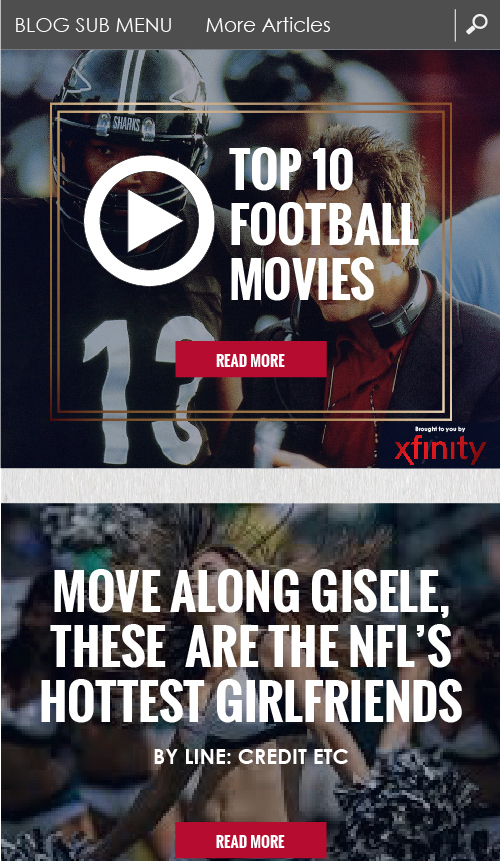 BLOG SUB MENU More Articles
SHARKS
TOP 10
FOOTBALL
MOVIES
13
READ MORE
Brought to you by
xfinity
MOVE ALONG GISELE,
THESE ARE THE NFL'S
HOTTEST GIRLFRIENDS
BY LINE: CREDIT ETC
READ MORE